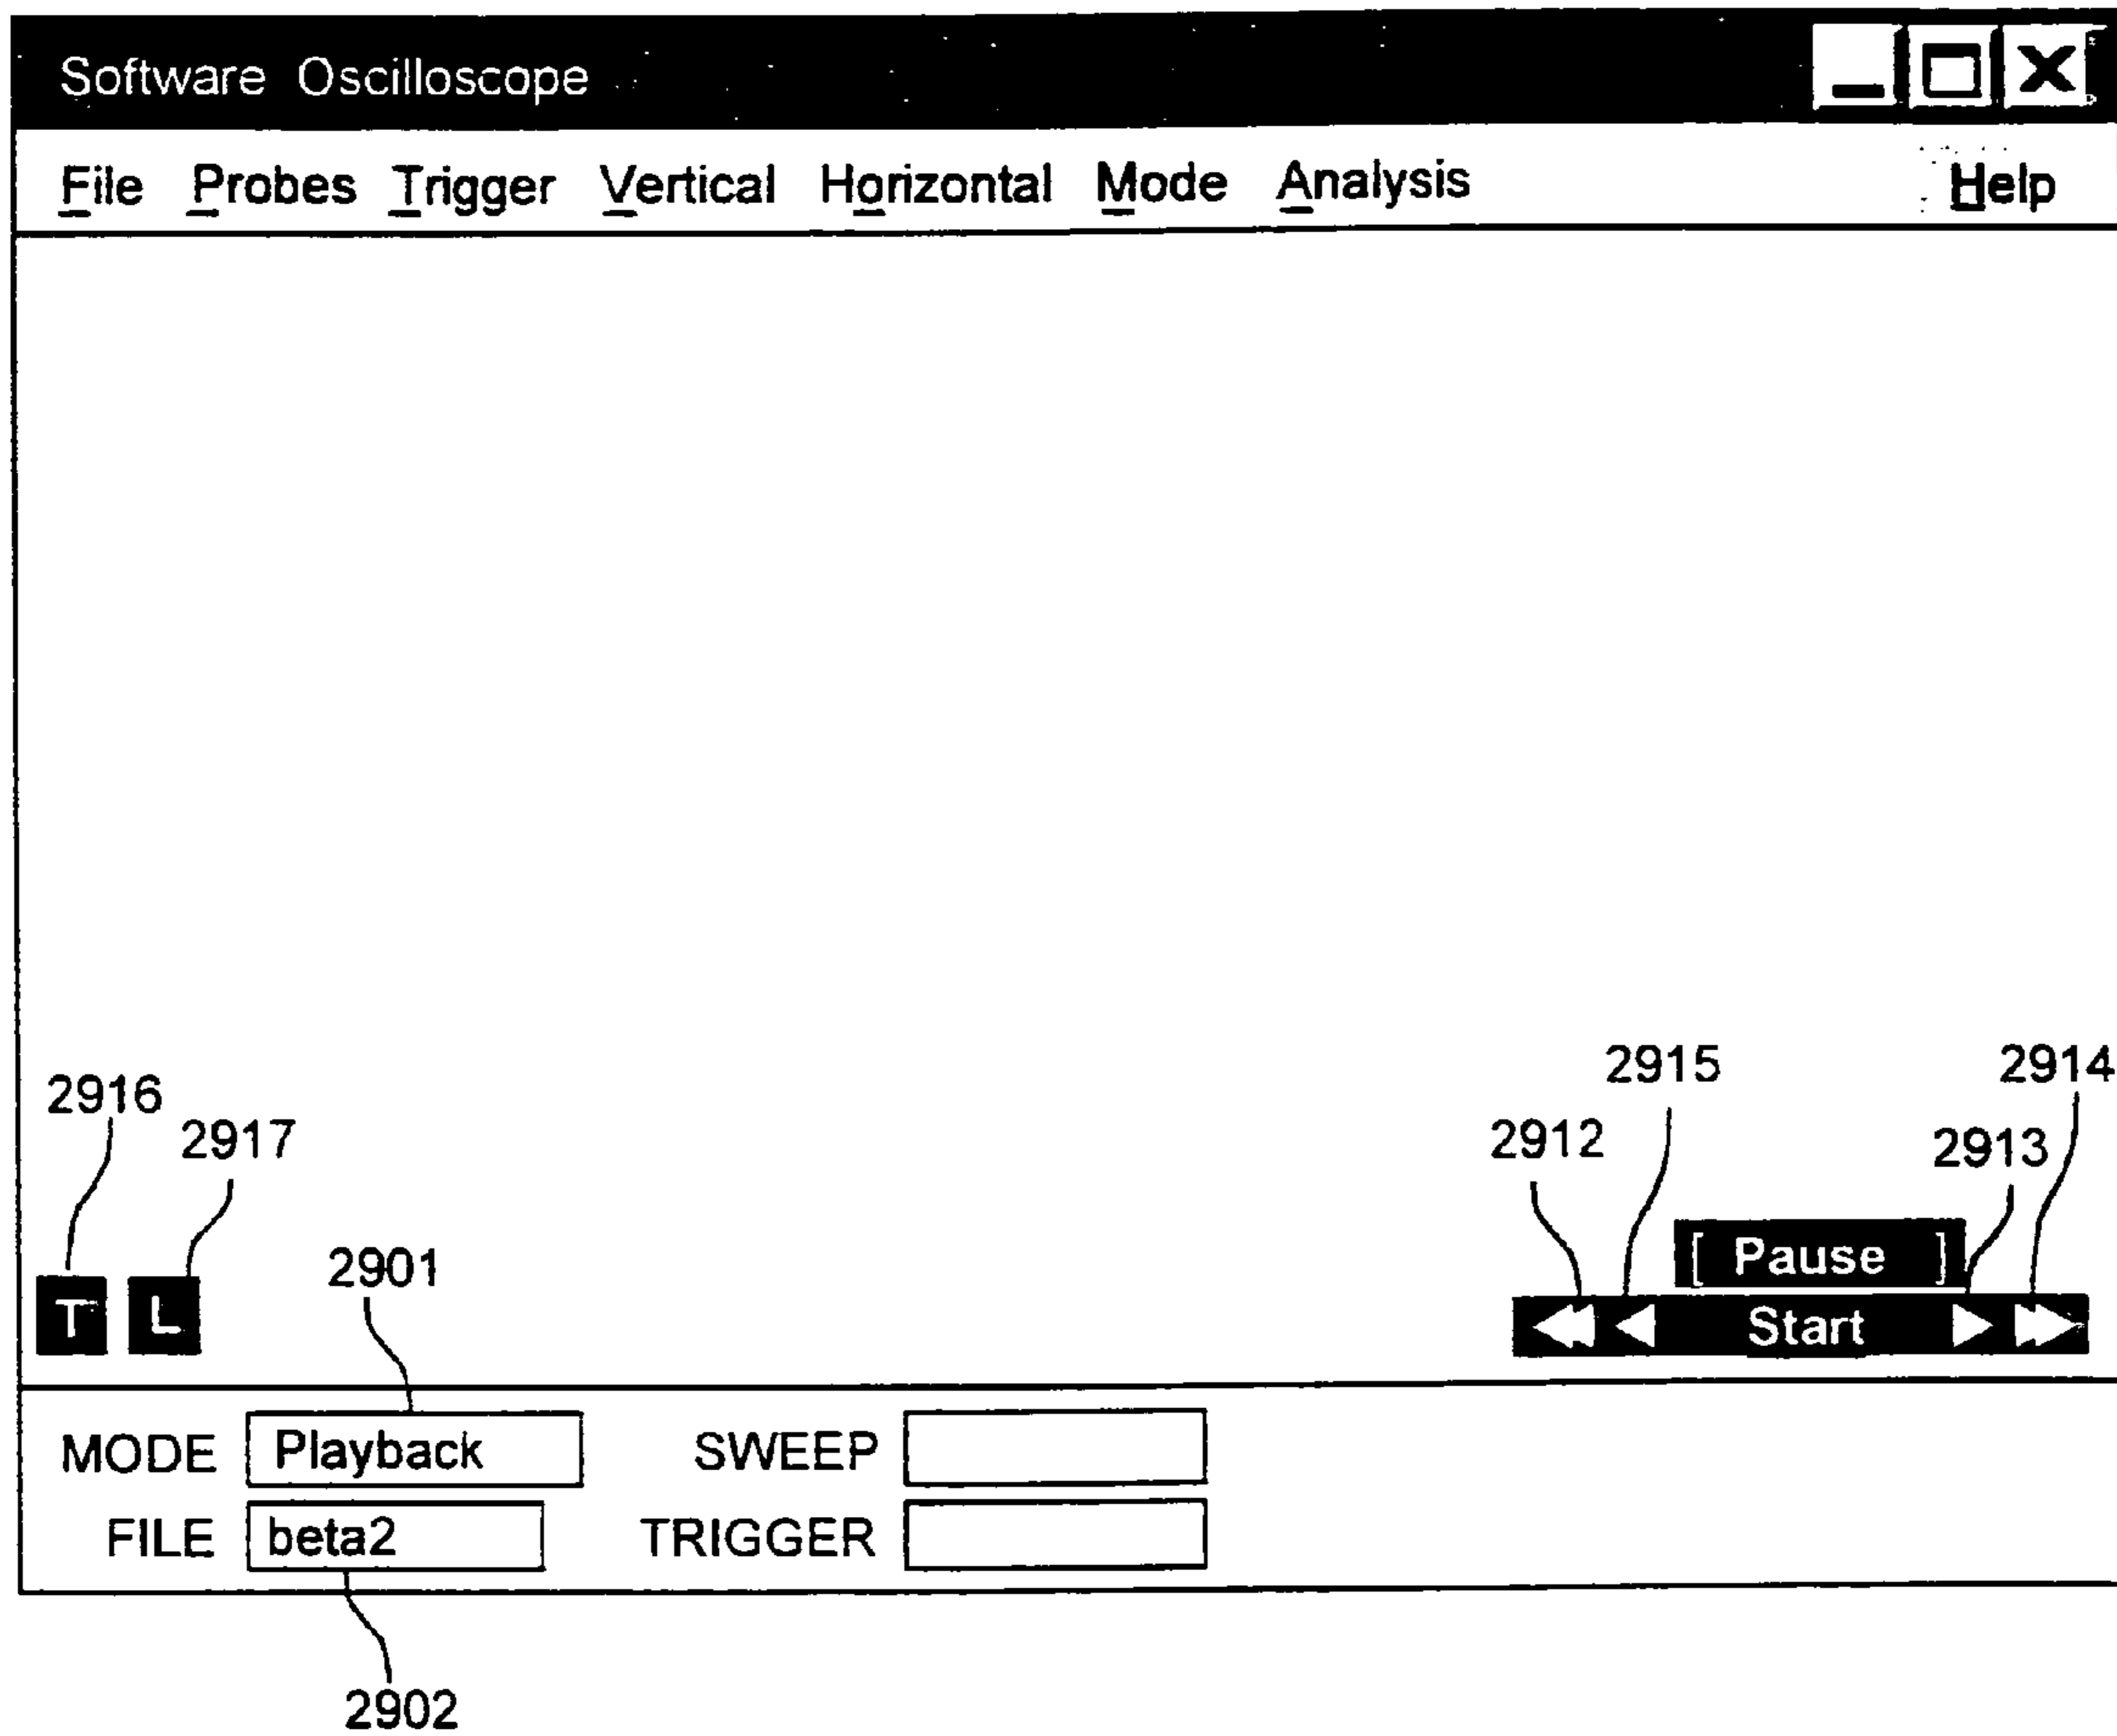 Software Oscilloscope
File Probes Trigger Vertical Horizontal Mode Analysis Help
2915 2914
2916
2917 2912 2913
[ Pause ]
2901
T L Start
MODE Playback SWEEP
FILE beta2 TRIGGER
2902